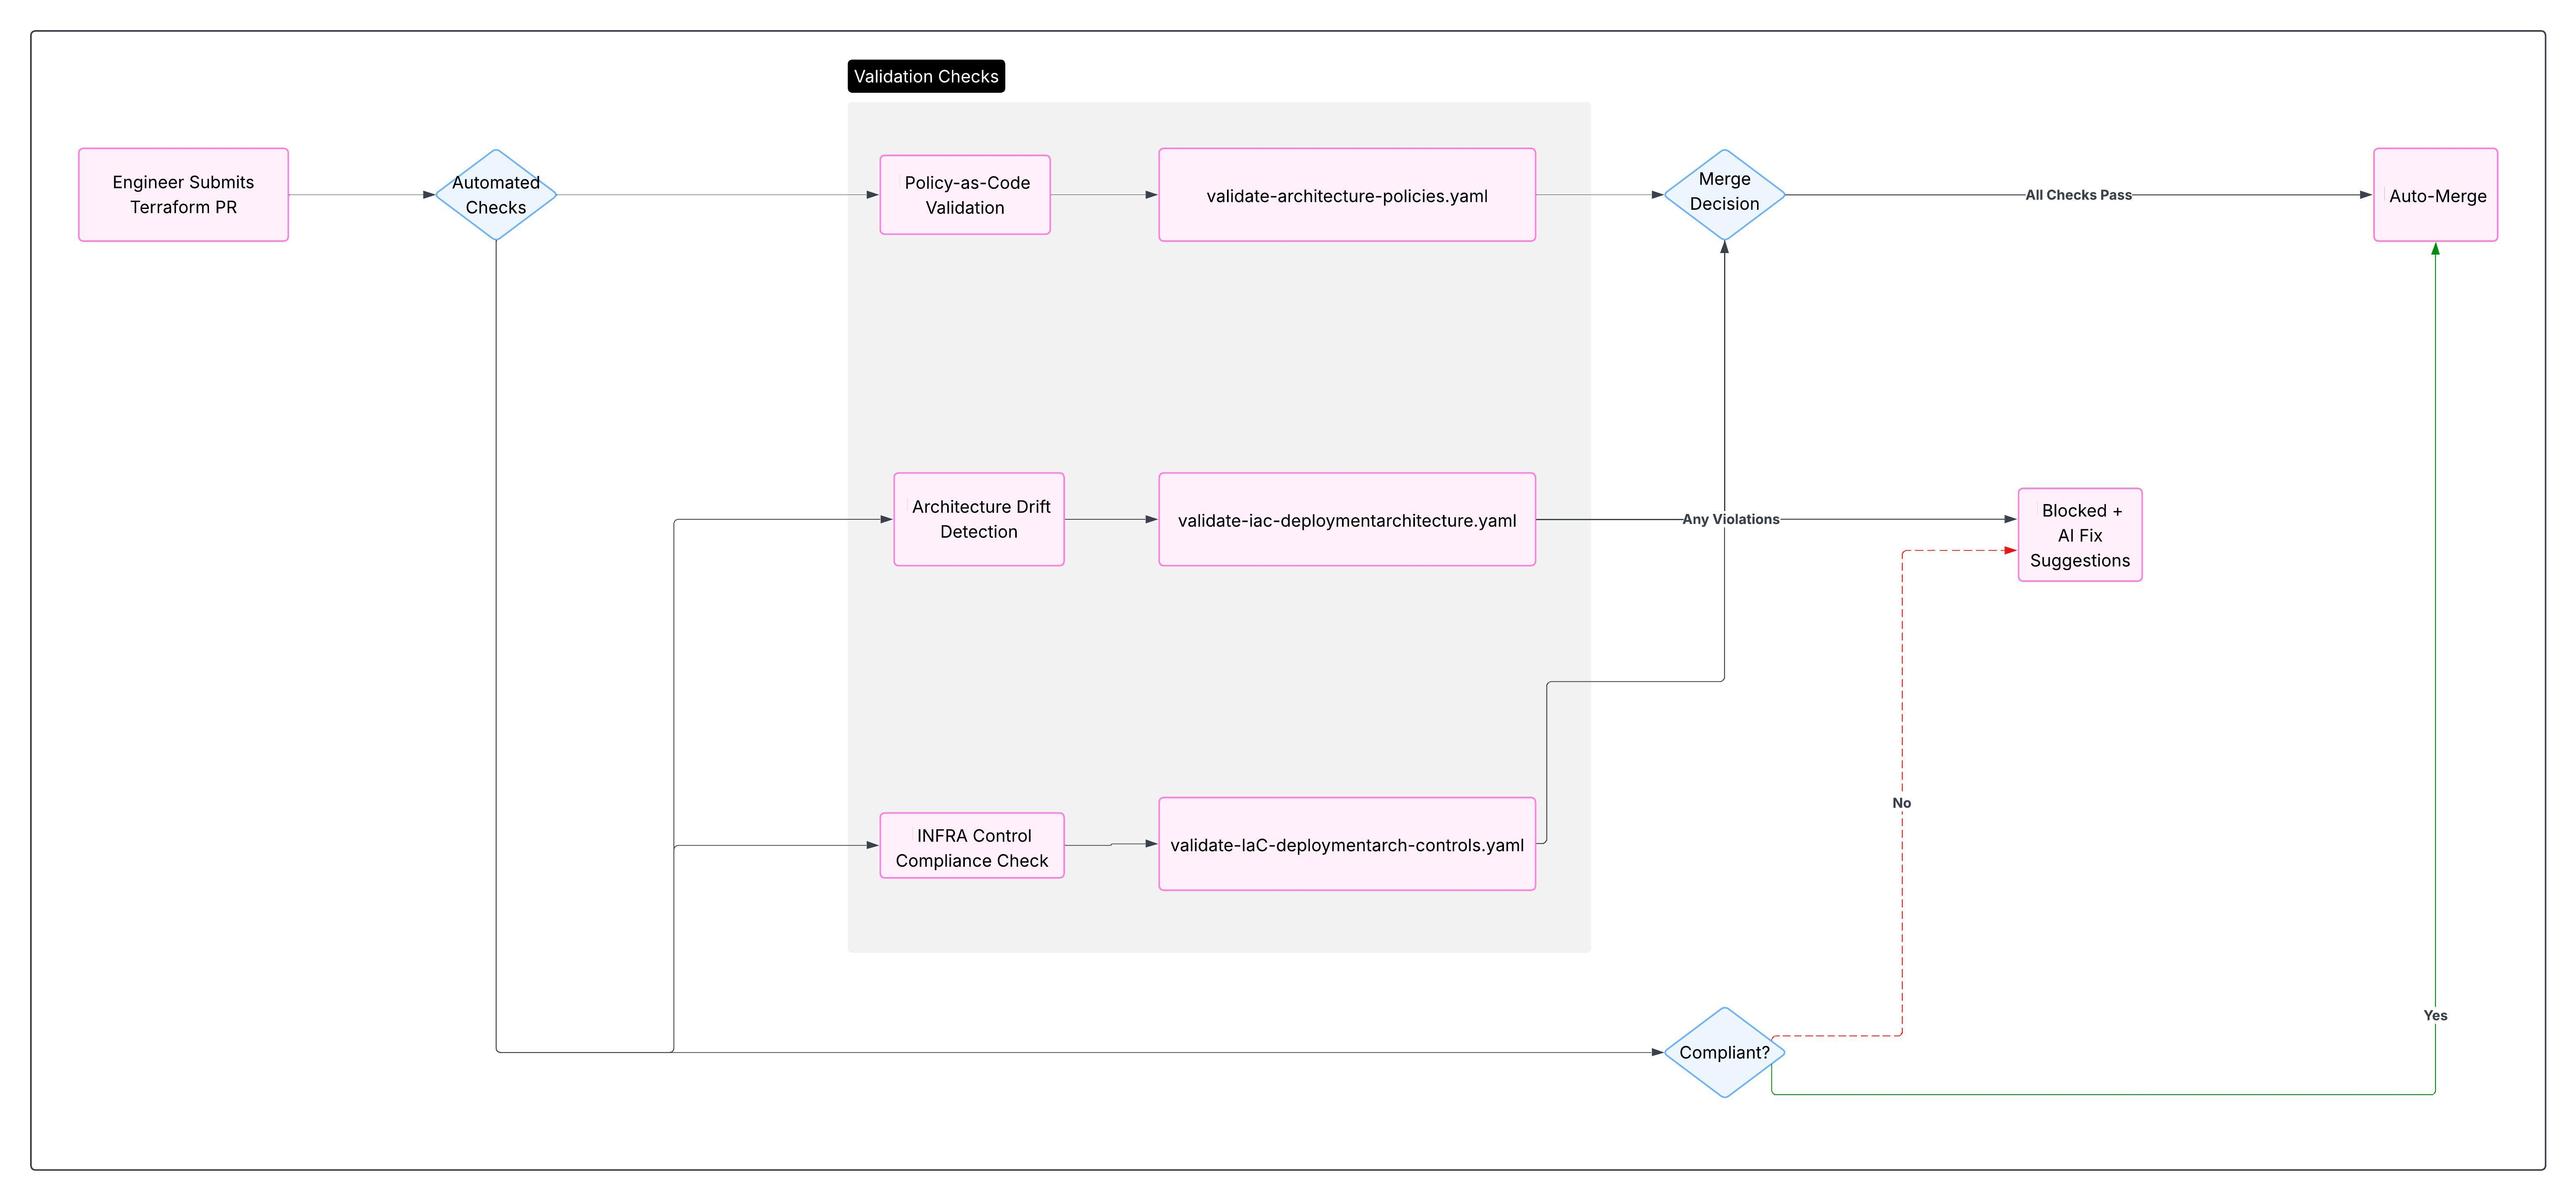 Validation Checks
Engineer Submits
Terraform PR
Automated
Checks
Policy-as-Code
Validation
validate-architecture-policies.yaml
Merge
Decision
All Checks Pass
Auto-Merge
Architecture Drift
Detection
validate-iac-deploymentarchitecture.yaml
Any Violations
Blocked +
AI Fix
Suggestions
No
INFRA Control
Compliance Check
validate-IaC-deploymentarch-controls.yaml
Yes
Compliant?